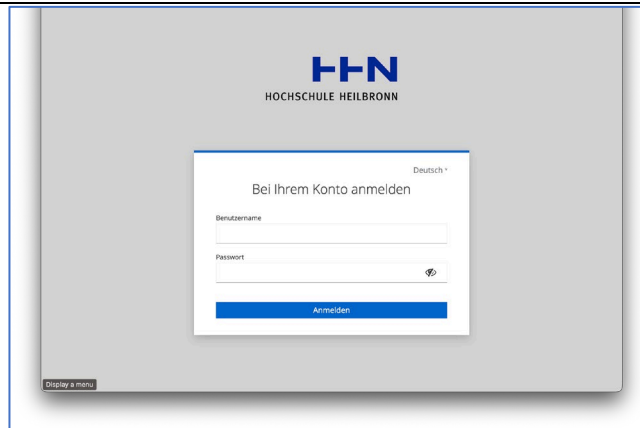 HHN
HOCHSCHULE HEILBRONN
Deutsch
Bei Ihrem Konto anmelden
Benutzername
Passwort
Anmelden
Display a menu